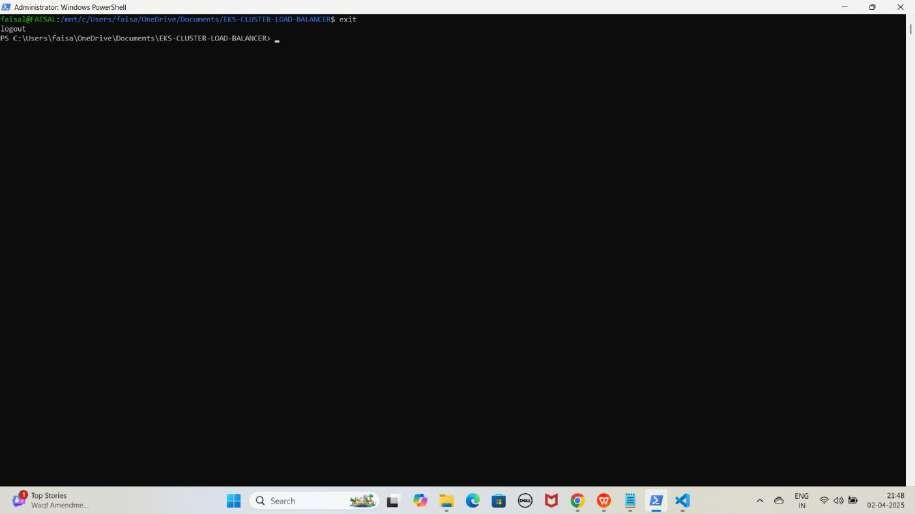 Administrator: Windows PowerShell
faisal@FAISAL:/mnt/c/Users/faisa/OneDrive/Documents/EKS-CLUSTER-LOAD-BALANCER$ exit
logout
PS C:\Users\faisa\OneDrive\Documents\EKS-CLUSTER-LOAD-BALANCER>
1
Top Stories
Waqf Amendme...
Search
DELL
ENG
IN
21:48
02-04-2025